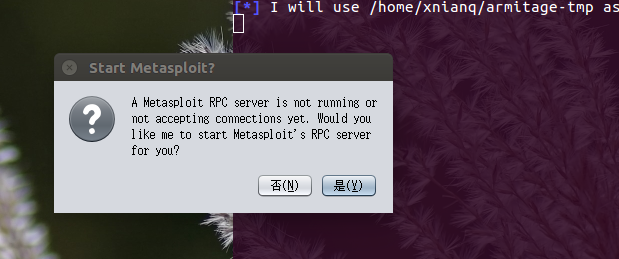 [*] I will use /home/xnianq/armitage-tmp as
Start Metasploit?
A Metasploit RPC server is not running or
not accepting connections yet. Would you
like me to start Metasploit's RPC server
for you?
否(N) 是(Y)